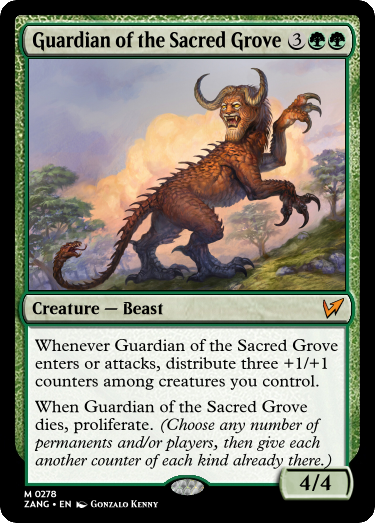 Guardian of the Sacred Grove 3
Creature — Beast
Whenever Guardian of the Sacred Grove
enters or attacks, distribute three +1/+1
counters among creatures you control.
When Guardian of the Sacred Grove
dies, proliferate. (Choose any number of
permanents and/or players, then give each
another counter of each kind already there.)
4/4
M 0278
ZANG • EN Gonzalo Kenny